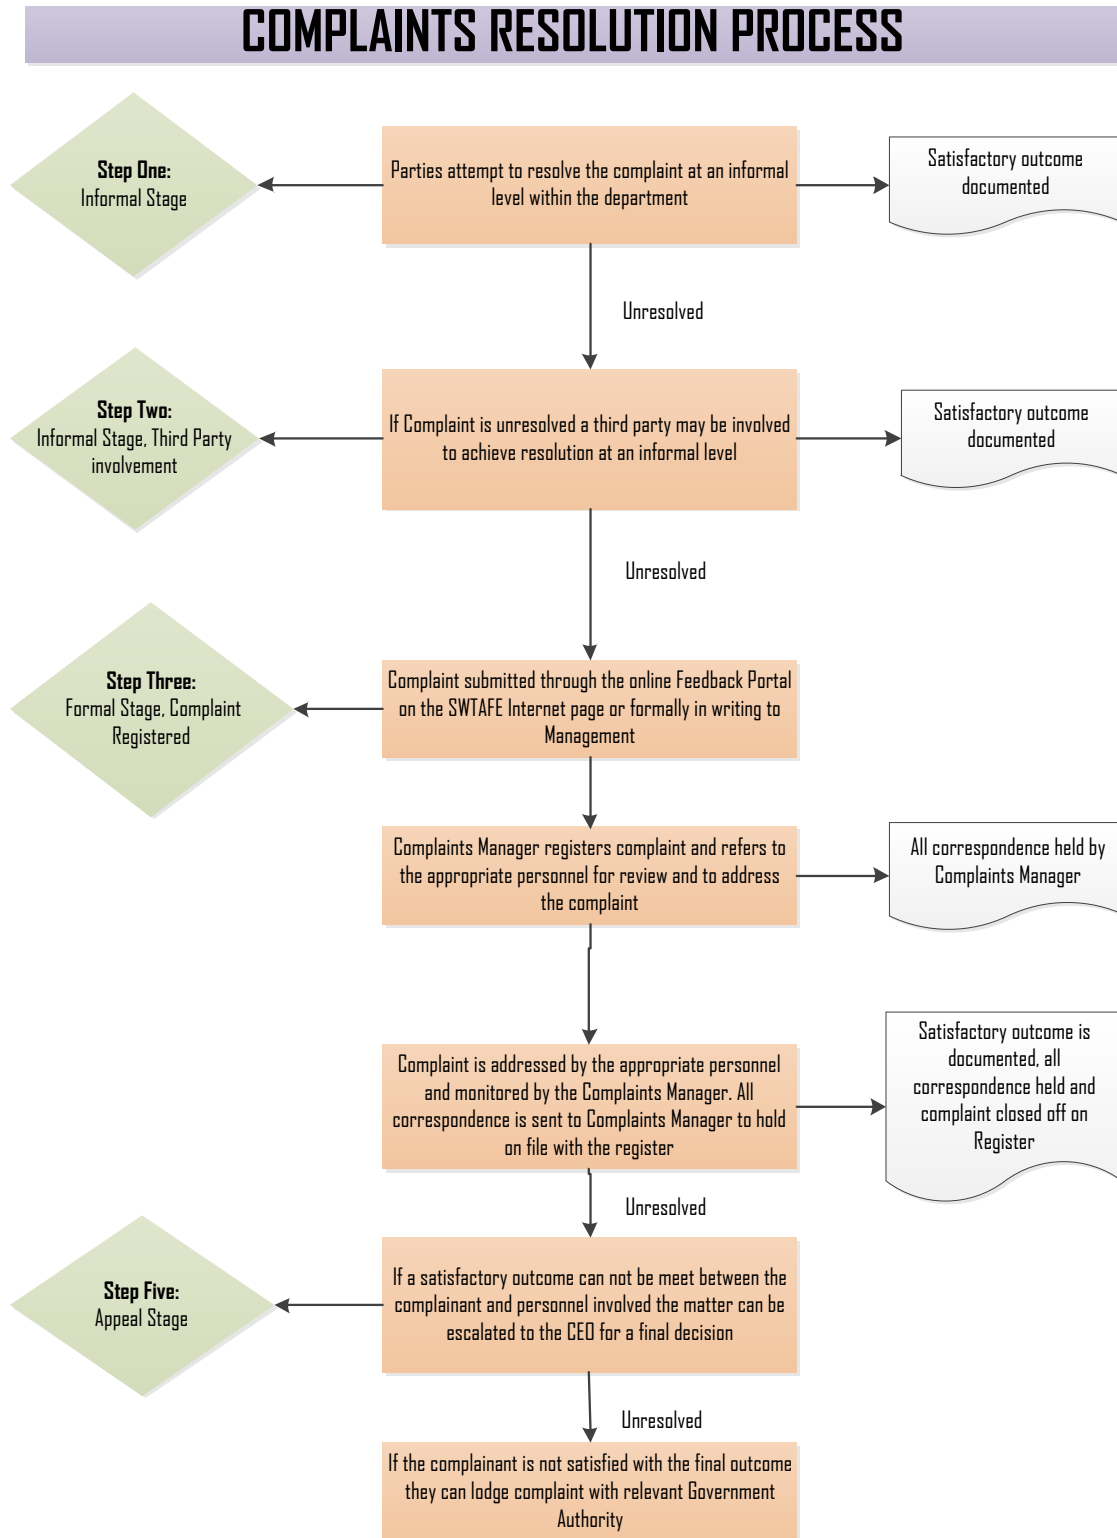 COMPLAINTS RESOLUTION PROCESS
Step One:
Informal Stage
Parties attempt to resolve the complaint at an informal
level within the department
Satisfactory outcome
documented
Unresolved
Step Two:
Informal Stage, Third Party
involvement
If Complaint is unresolved a third party may be involved
to achieve resolution at an informal level
Satisfactory outcome
documented
Unresolved
Step Three:
Formal Stage, Complaint
Registered
Complaint submitted through the online Feedback Portal
on the SWTAFE Internet page or formally in writing to
Management
Complaints Manager registers complaint and refers to
the appropriate personnel for review and to address
the complaint
All correspondence held by
Complaints Manager
Complaint is addressed by the appropriate personnel
and monitored by the Complaints Manager. All
correspondence is sent to Complaints Manager to hold
on file with the register
Satisfactory outcome is
documented, all
correspondence held and
complaint closed off on
Register
Unresolved
Step Five:
Appeal Stage
If a satisfactory outcome can not be meet between the
complainant and personnel involved the matter can be
escalated to the CEO for a final decision
Unresolved
If the complainant is not satisfied with the final outcome
they can lodge complaint with relevant Government
Authority